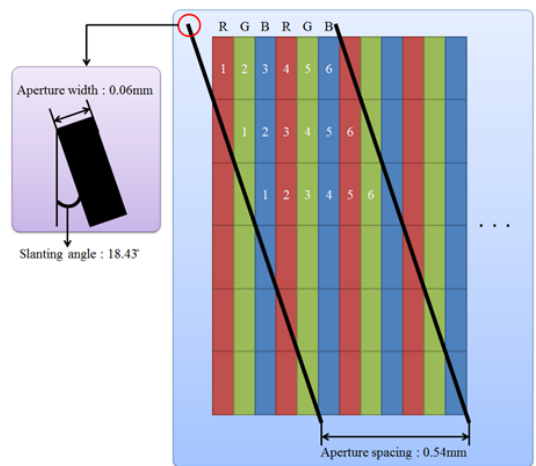 R G B R G B
1 2 3 4 5 6
1 2 3 4 5 6
1 2 3 4 5 6
Aperture width : 0.06mm
Slanting angle : 18.43°
. . .
Aperture spacing : 0.54mm